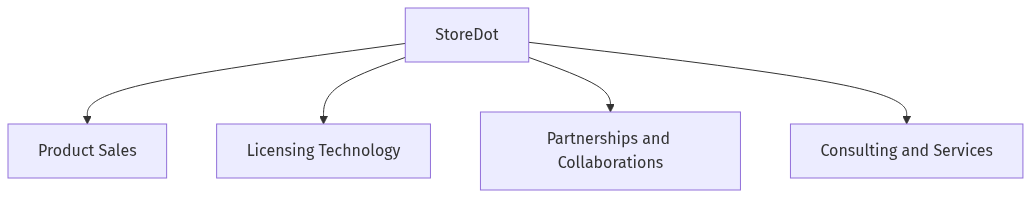 StoreDot
Product Sales
Licensing Technology
Partnerships and
Collaborations
Consulting and Services